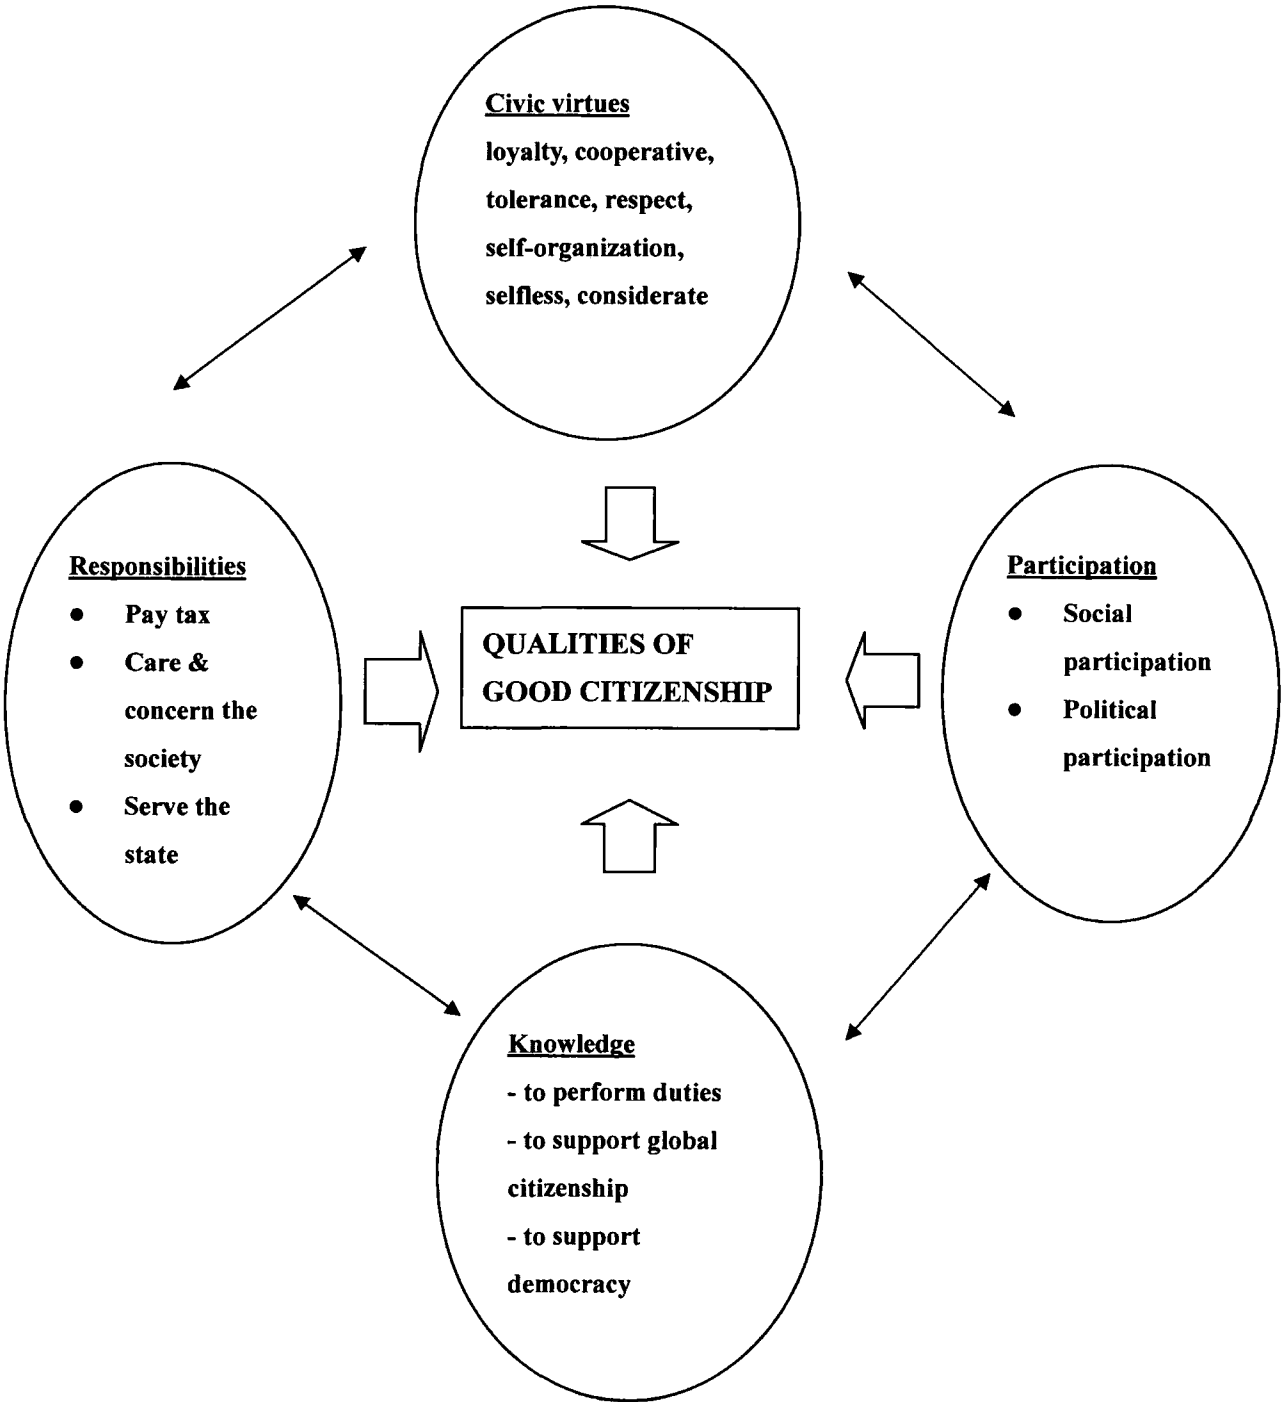 Civic virtues
loyalty, cooperative,
tolerance, respect,
self-organization,
selfless, considerate
Responsibilities
● Pay tax
● Care &
concern the
society
● Serve the
state
QUALITIES OF
GOOD CITIZENSHIP
Participation
● Social
participation
● Political
participation
Knowledge
- to perform duties
- to support global
citizenship
- to support
democracy